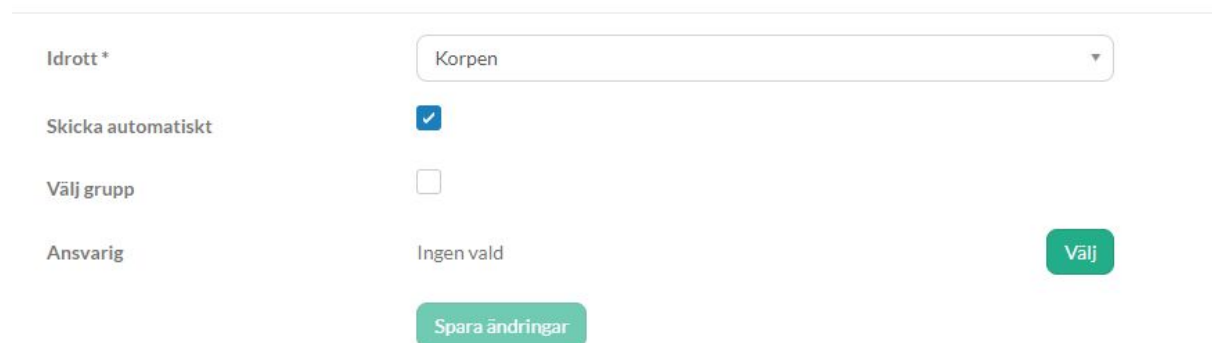 Idrott *
Korpen
Skicka automatiskt
Välj grupp
Ansvarig
Ingen vald
Välj
Spara ändringar